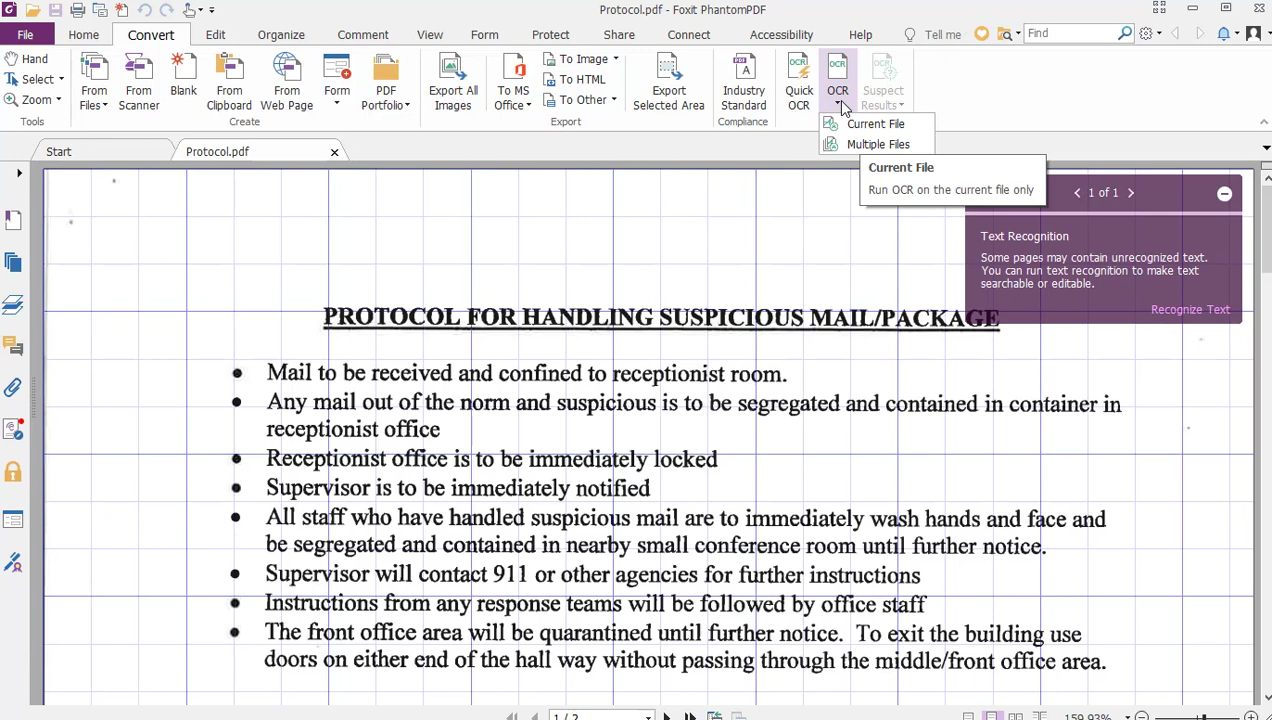 Protocol.pdf - Foxit PhantomPDF
File Home Convert Edit Organize Comment View Form Protect Share Connect Accessibility Help Tell me Find
Hand
Select
Zoom
Tools
From Files
From Scanner
Blank
From Clipboard
From Web Page
Form
PDF Portfolio
Create
Export All Images
To MS Office
To Image
To HTML
To Other
Export Selected Area
Export
PDF/A
Industry Standard
Compliance
OCR
Quick OCR
OCR
OCR
OCR
Suspect Results
Current File
Multiple Files
Current File
Run OCR on the current file only
Start
Protocol.pdf
1 of 1
Text Recognition
Some pages may contain unrecognized text.
You can run text recognition to make text
searchable or editable.
Recognize Text
PROTOCOL FOR HANDLING SUSPICIOUS MAIL/PACKAGE
• Mail to be received and confined to receptionist room.
• Any mail out of the norm and suspicious is to be segregated and contained in container in
receptionist office
• Receptionist office is to be immediately locked
• Supervisor is to be immediately notified
• All staff who have handled suspicious mail are to immediately wash hands and face and
be segregated and contained in nearby small conference room until further notice.
• Supervisor will contact 911 or other agencies for further instructions
• Instructions from any response teams will be followed by office staff
• The front office area will be quarantined until further notice. To exit the building use
doors on either end of the hall way without passing through the middle/front office area.
1 / 2
159.93%